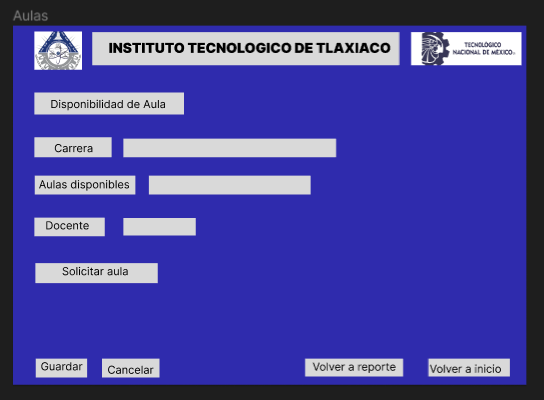 Aulas
INSTITUTO TECNOLOGICO DE TLAXIACO
TECNOLÓGICO
NACIONAL DE MÉXICO
Disponibilidad de Aula
Carrera
Aulas disponibles
Docente
Solicitar aula
Guardar
Cancelar
Volver a reporte
Volver a inicio